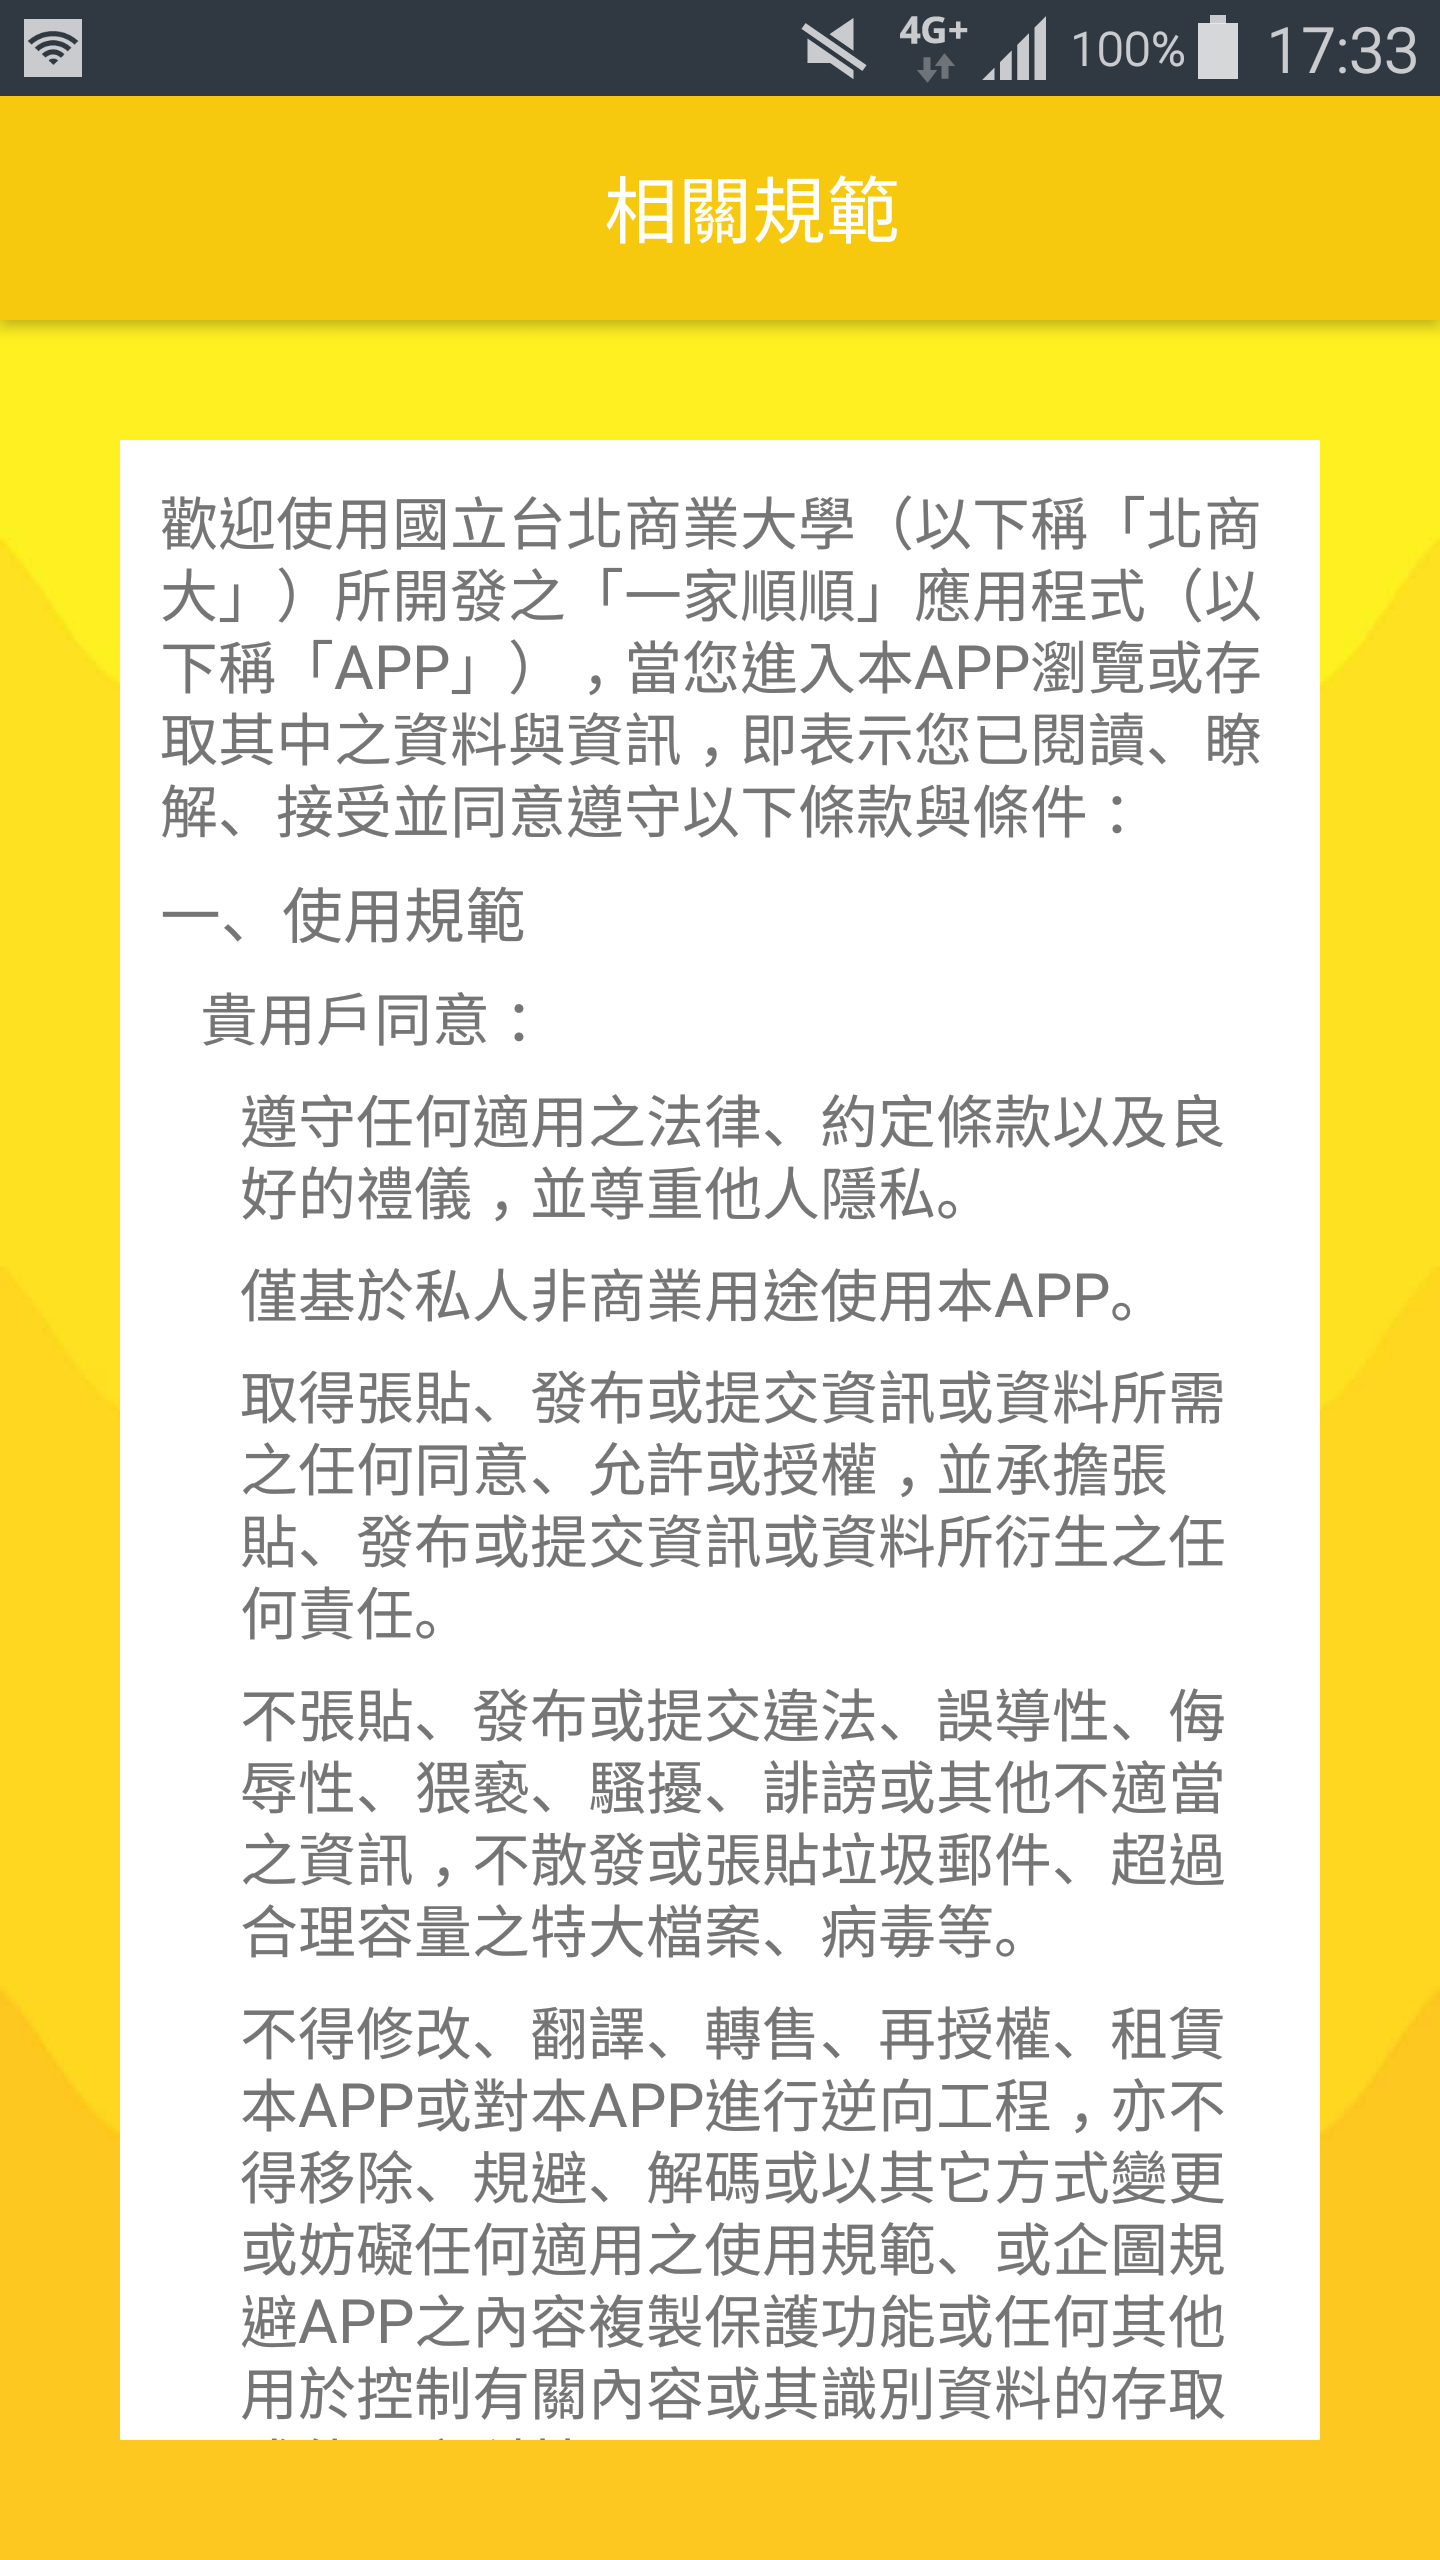 4G+ 100% 17:33
相關規範
歡迎使用國立台北商業大學（以下稱「北商
大」）所開發之「一家順順」應用程式（以
下稱「APP」），當您進入本APP瀏覽或存
取其中之資料與資訊，即表示您已閱讀、瞭
解、接受並同意遵守以下條款與條件：
一、使用規範
貴用戶同意：
遵守任何適用之法律、約定條款以及良
好的禮儀，並尊重他人隱私。
僅基於私人非商業用途使用本APP。
取得張貼、發布或提交資訊或資料所需
之任何同意、允許或授權，並承擔張
貼、發布或提交資訊或資料所衍生之任
何責任。
不張貼、發布或提交違法、誤導性、侮
辱性、猥褻、騷擾、誹謗或其他不適當
之資訊，不散發或張貼垃圾郵件、超過
合理容量之特大檔案、病毒等。
不得修改、翻譯、轉售、再授權、租賃
本APP或對本APP進行逆向工程，亦不
得移除、規避、解碼或以其它方式變更
或妨礙任何適用之使用規範、或企圖規
避APP之內容複製保護功能或任何其他
用於控制有關內容或其識別資料的存取